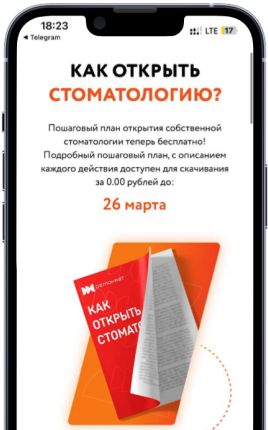 18:23
LTE 17
◀ Telegram
КАК ОТКРЫТЬ
СТОМАТОЛОГИЮ?
Пошаговый план открытия собственной
стоматологии теперь бесплатно!
Подробный пошаговый план, с описанием
каждого действия доступен для скачивания
за 0.00 рублей до:
26 марта
КАК
ОТКРЫТЬ
СТОМАТ